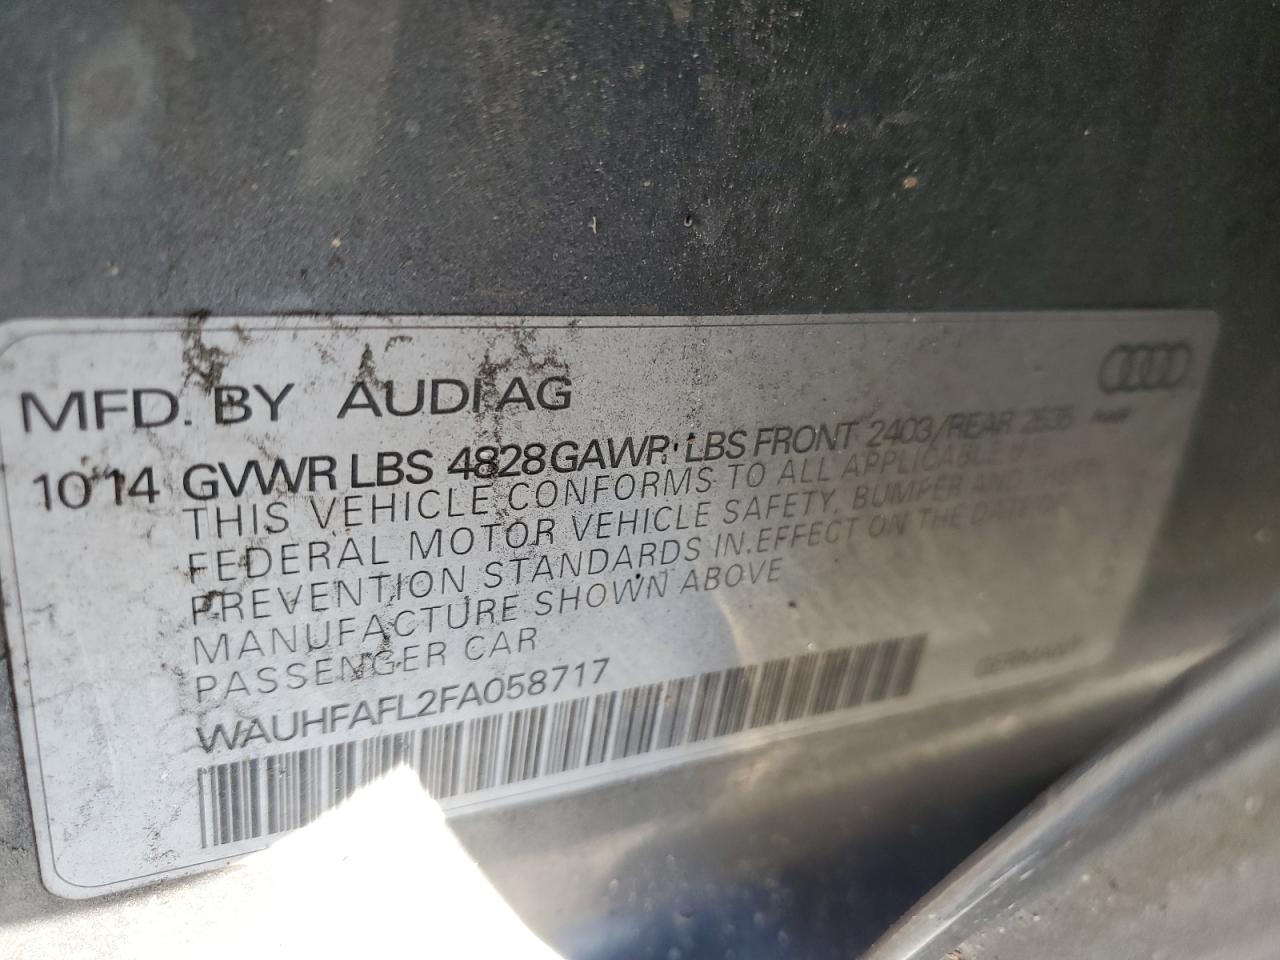 MFD. BY AUDI AG
10 14 GVWR LBS 4828 GAWR LBS FRONT 2403/REAR 2535
THIS VEHICLE CONFORMS TO ALL APPLICABLE
FEDERAL MOTOR VEHICLE SAFETY, BUMPER AND
PREVENTION STANDARDS IN EFFECT ON THE DATE OF
MANUFACTURE SHOWN ABOVE
PASSENGER CAR
WAUHFAFL2FA058717
GERMANY